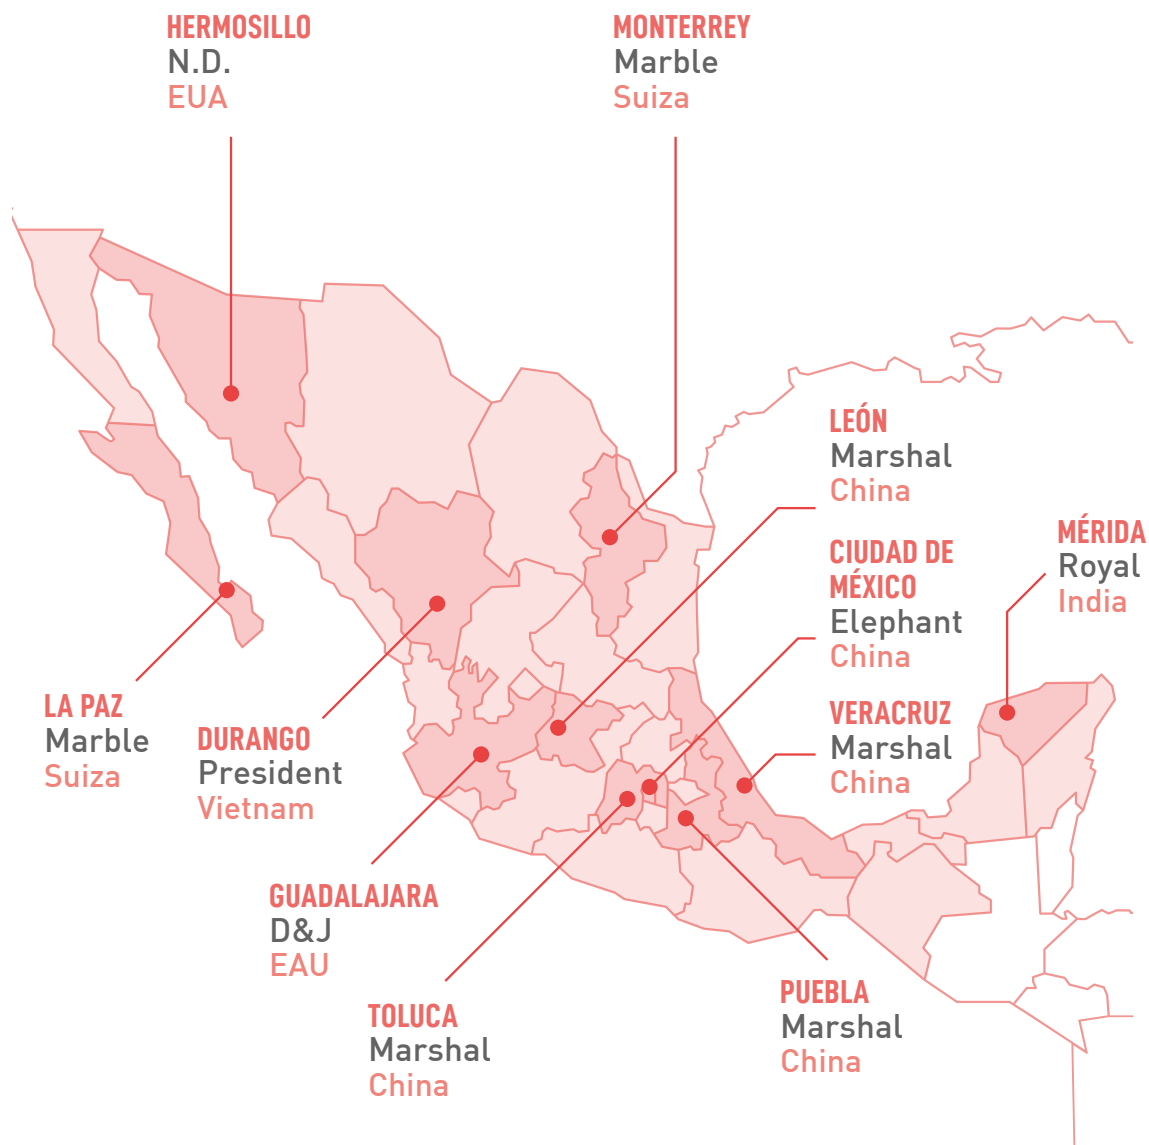 HERMOSILLO
N.D.
EUA
MONTERREY
Marble
Suiza
LEÓN
Marshal
China
CIUDAD DE
MÉXICO
Elephant
China
MÉRIDA
Royal
India
VERACRUZ
Marshal
China
LA PAZ
Marble
Suiza
DURANGO
President
Vietnam
GUADALAJARA
D&J
EAU
TOLUCA
Marshal
China
PUEBLA
Marshal
China